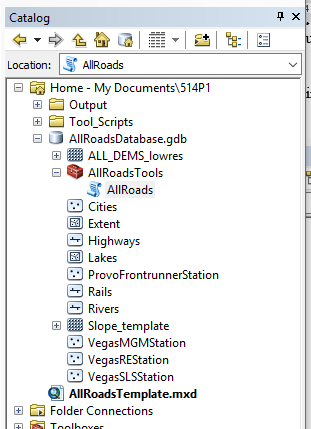 Catalog
Location: AllRoads
Home - My Documents\514P1
Output
Tool_Scripts
AllRoadsDatabase.gdb
ALL_DEMS_lowres
AllRoadsTools
AllRoads
Cities
Extent
Highways
Lakes
ProvoFrontrunnerStation
Rails
Rivers
Slope_template
VegasMGMStation
VegasREStation
VegasSLSStation
AllRoadsTemplate.mxd
Folder Connections
Toolboxes